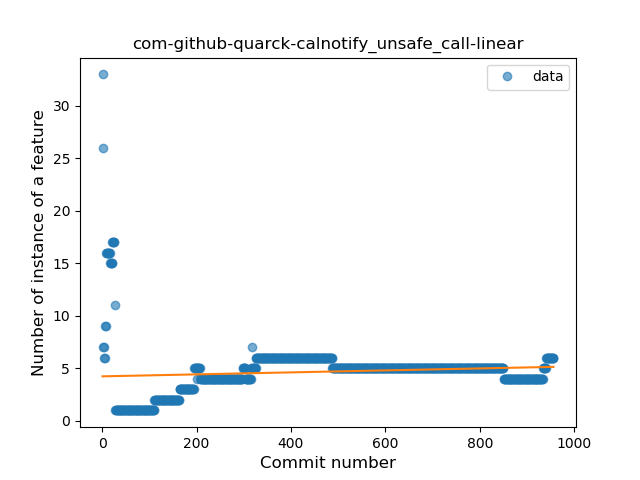 com-github-quarck-calnotify_unsafe_call-linear
data
Number of instance of a feature
30
25
20
15
10
5
0
0 200 400 600 800 1000
Commit number